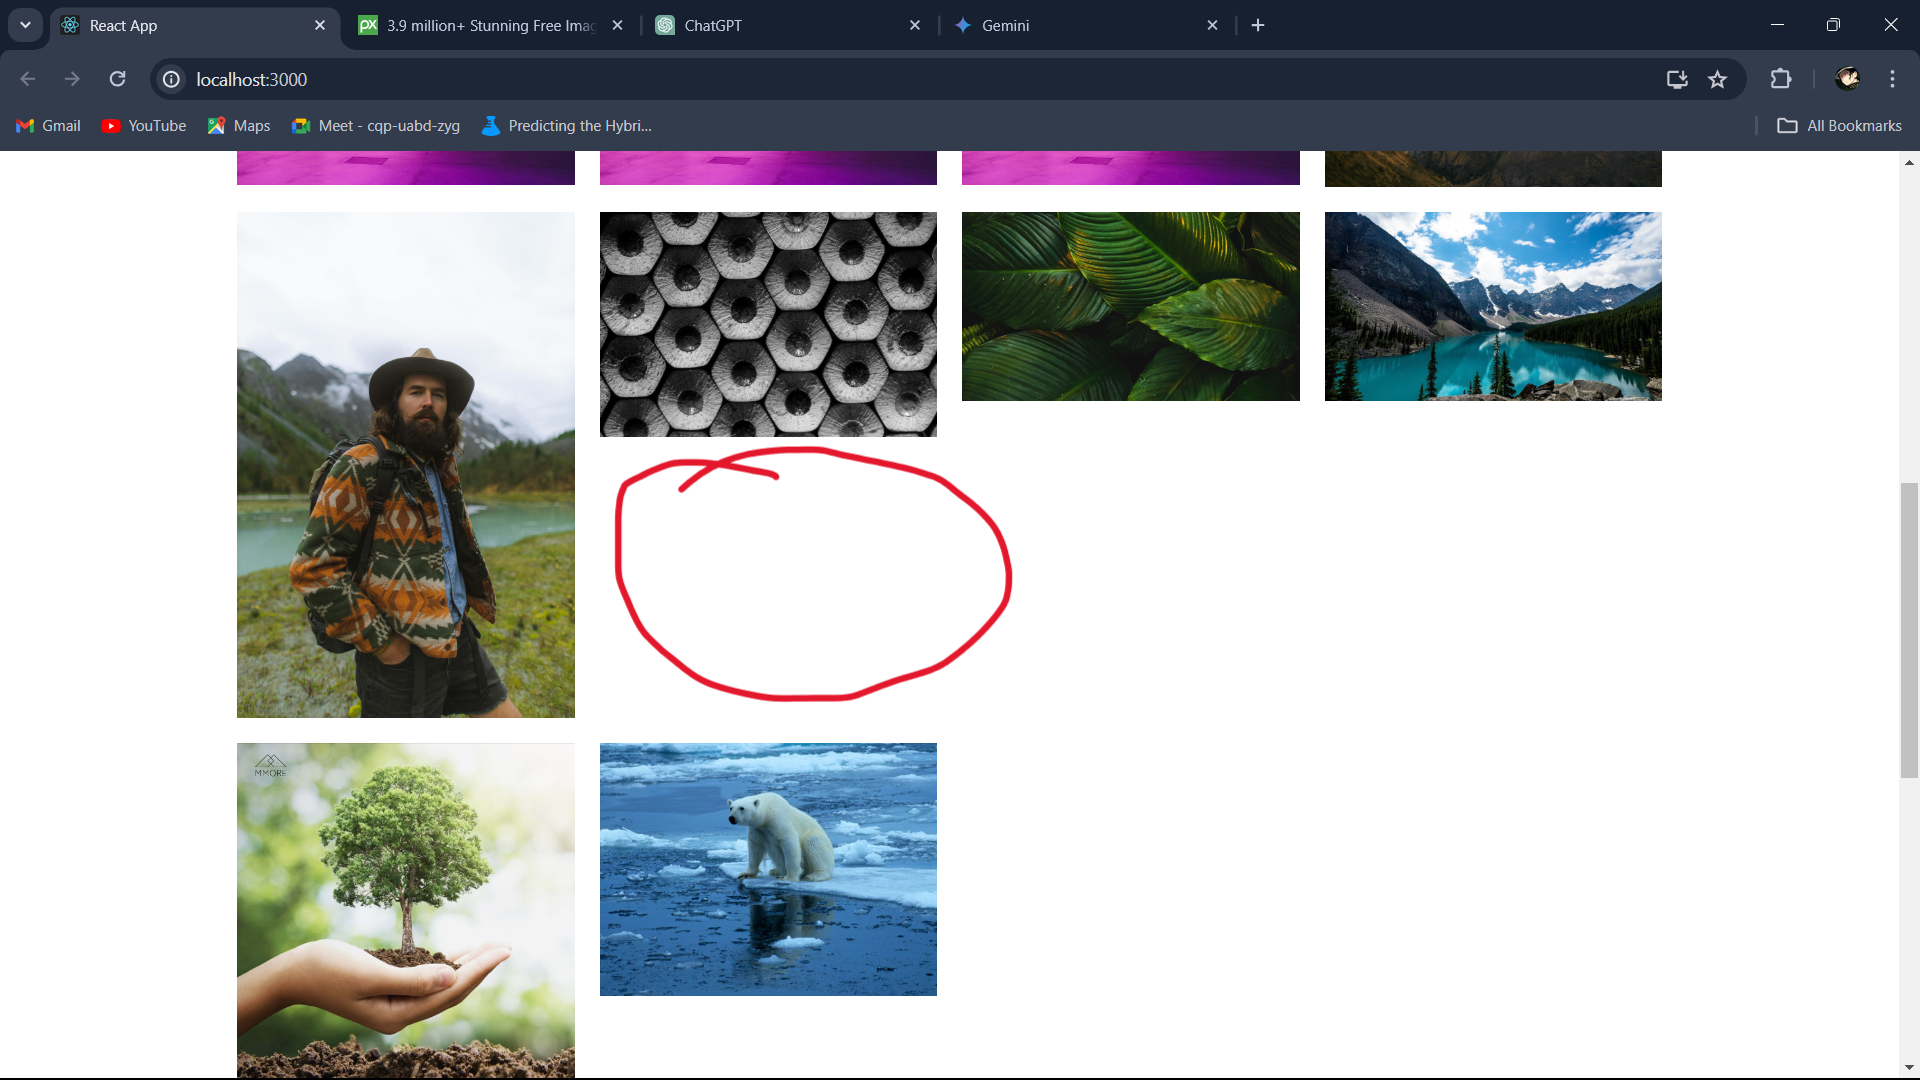 React App
3.9 million+ Stunning Free Imag
ChatGPT
Gemini
localhost:3000
Gmail
YouTube
Maps
Meet - cqp-uabd-zyg
Predicting the Hybri...
All Bookmarks
MMORE